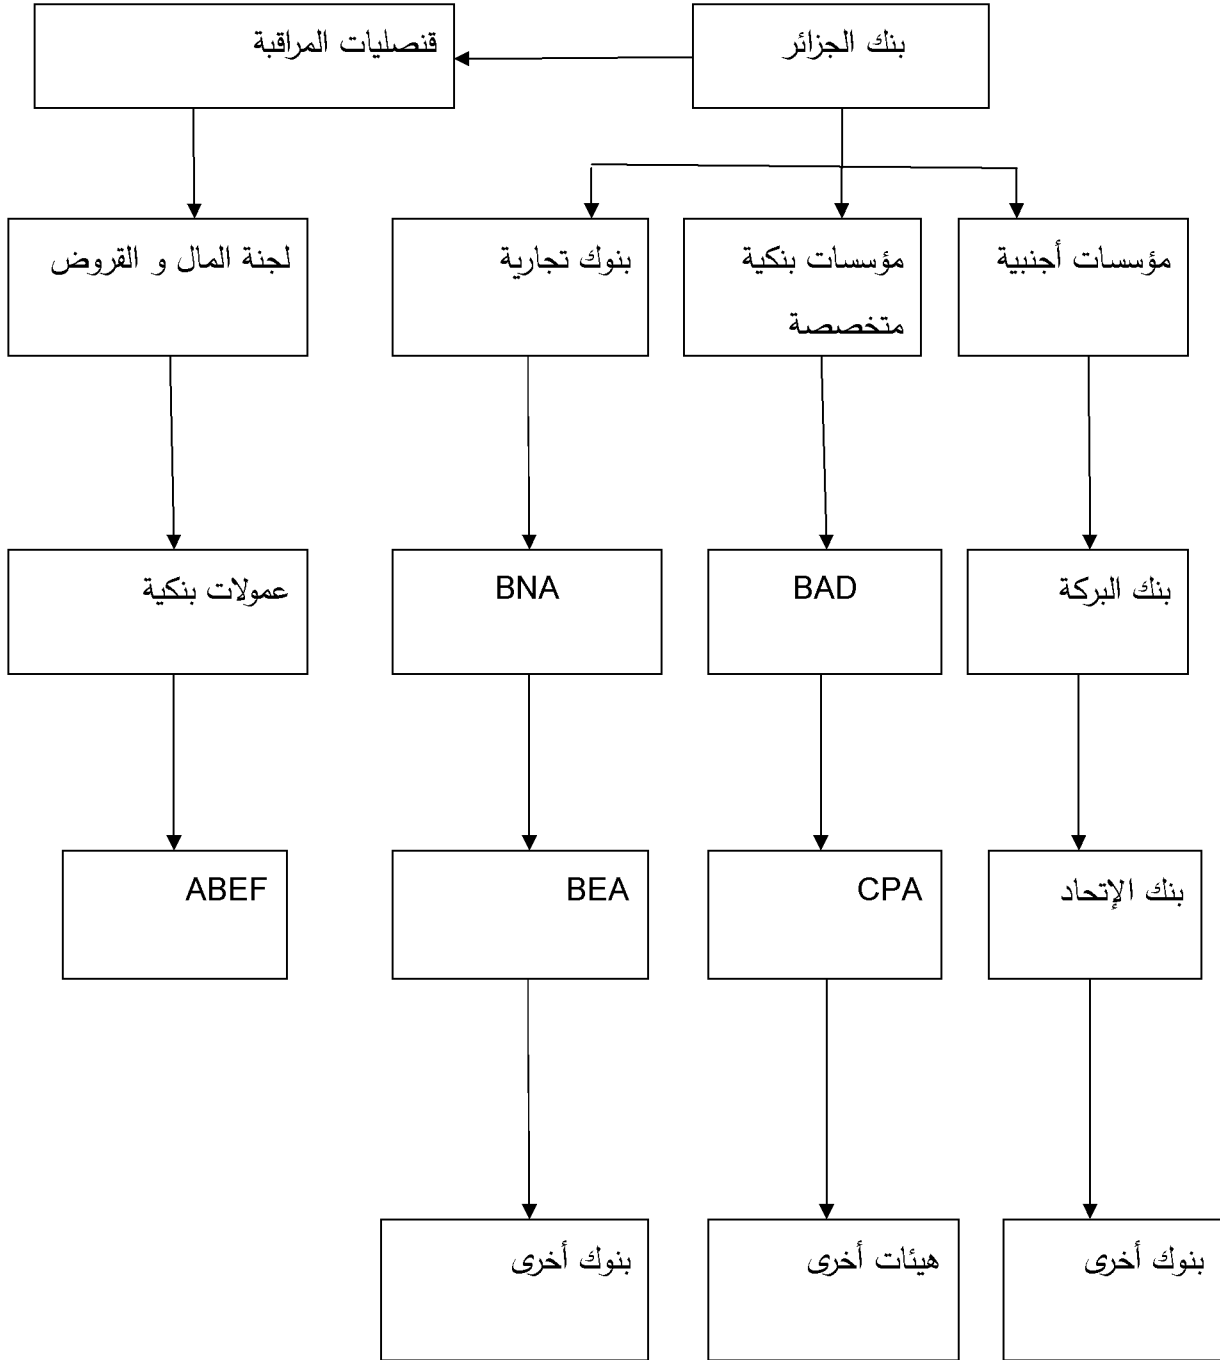 بنك الجزائر
قنصليات المراقبة
مؤسسات أجنبية
مؤسسات بنكية
متخصصة
بنوك تجارية
لجنة المال و القروض
بنك البركة
BAD
BNA
عمولات بنكية
بنك الإتحاد
CPA
BEA
ABEF
بنوك أخرى
هيئات أخرى
بنوك أخرى